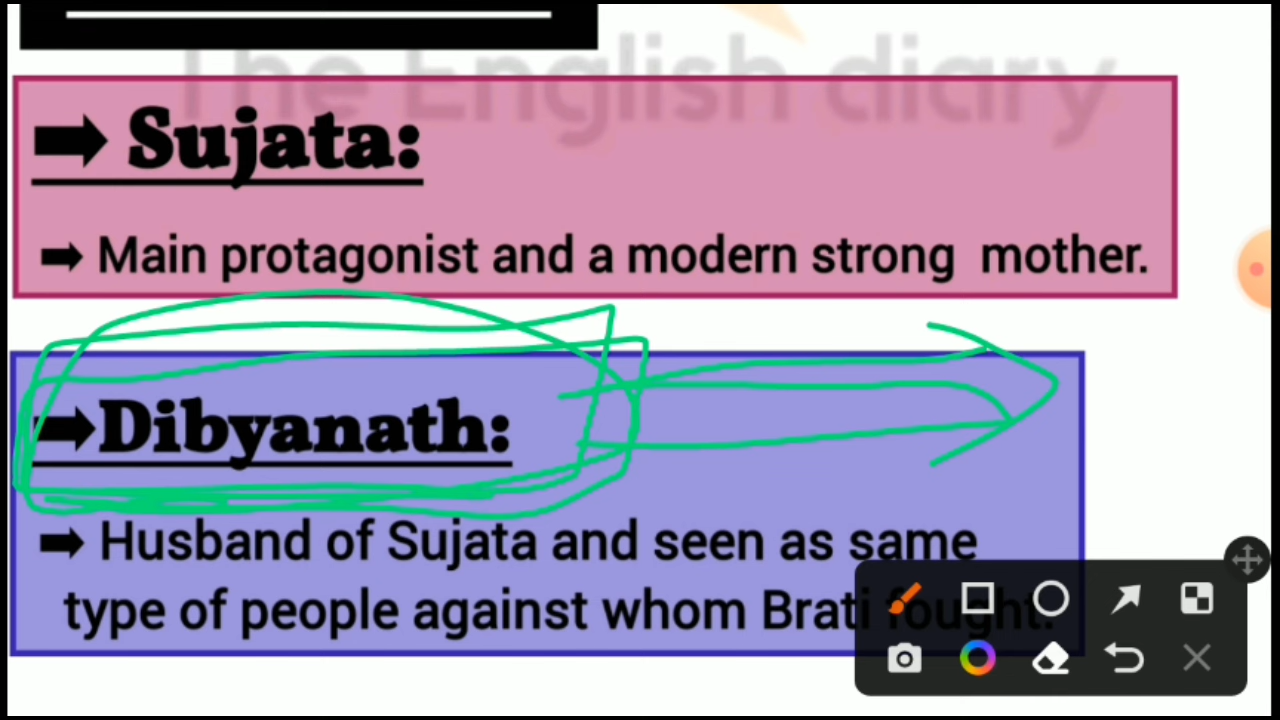 The English diary
➡ Sujata:
➡ Main protagonist and a modern strong mother.
➡Dibyanath:
➡ Husband of Sujata and seen as same
type of people against whom Brati fought.